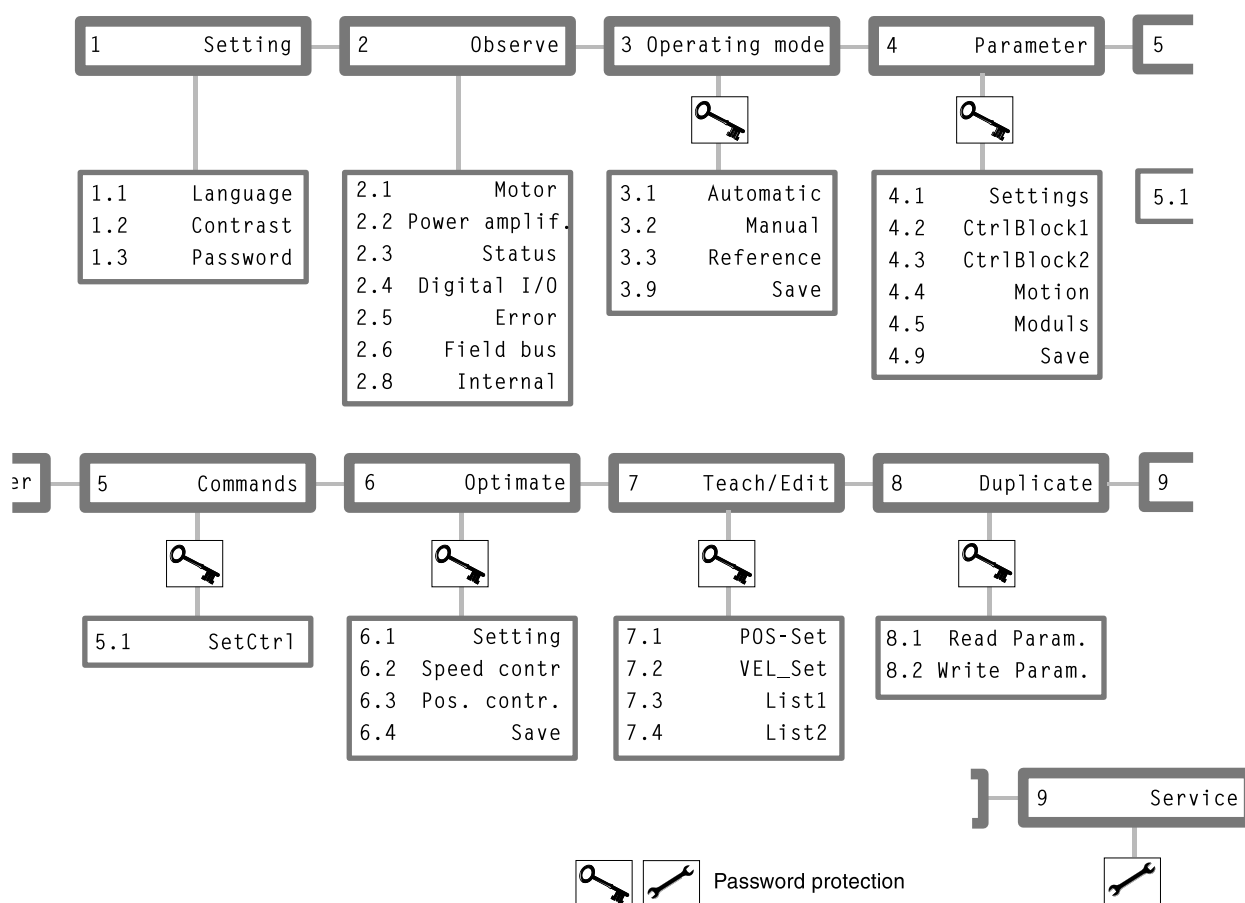 1 Setting
2 Observe
3 Operating mode
4 Parameter
5
1.1 Language
1.2 Contrast
1.3 Password
2.1 Motor
2.2 Power amplif.
2.3 Status
2.4 Digital I/O
2.5 Error
2.6 Field bus
2.8 Internal
3.1 Automatic
3.2 Manual
3.3 Reference
3.9 Save
4.1 Settings
4.2 CtrlBlock1
4.3 CtrlBlock2
4.4 Motion
4.5 Moduls
4.9 Save
5.1
er
5 Commands
6 Optimate
7 Teach/Edit
8 Duplicate
9
5.1 SetCtrl
6.1 Setting
6.2 Speed contr
6.3 Pos. contr.
6.4 Save
7.1 POS-Set
7.2 VEL_Set
7.3 List1
7.4 List2
8.1 Read Param.
8.2 Write Param.
9 Service
Password protection